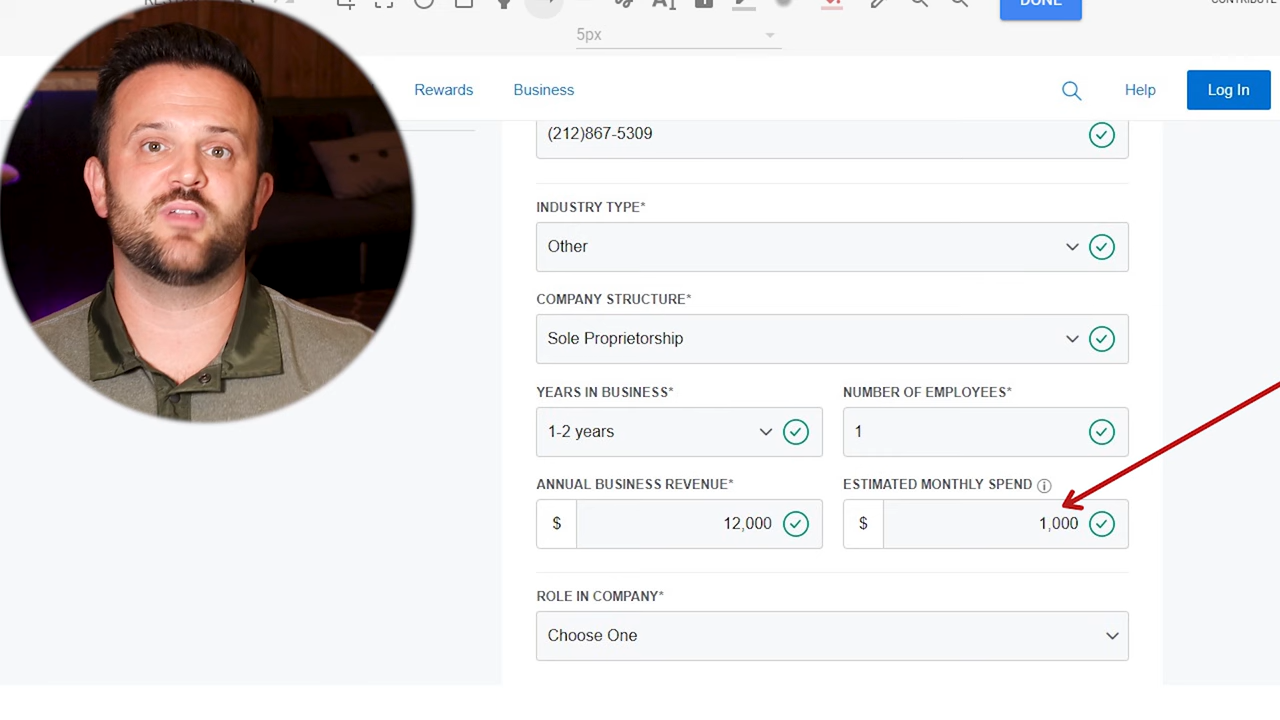 DONE
CONTRIBUTE
5px
Rewards Business Help Log In
(212)867-5309
INDUSTRY TYPE*
Other
COMPANY STRUCTURE*
Sole Proprietorship
YEARS IN BUSINESS* NUMBER OF EMPLOYEES*
1-2 years 1
ANNUAL BUSINESS REVENUE* ESTIMATED MONTHLY SPEND
$ 12,000 $ 1,000
ROLE IN COMPANY*
Choose One